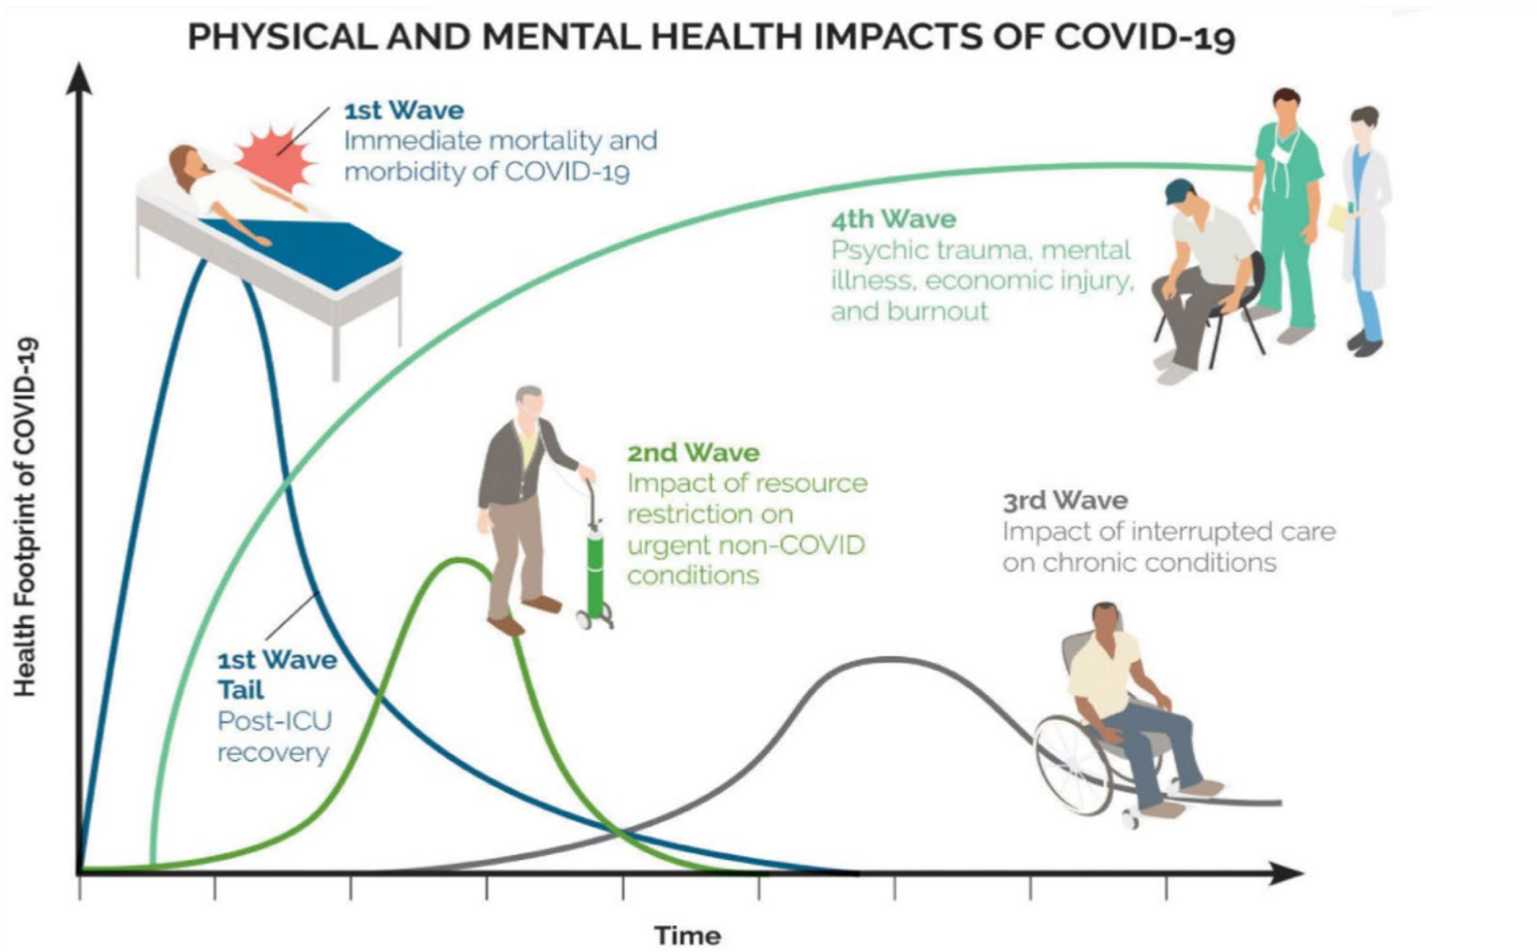 PHYSICAL AND MENTAL HEALTH IMPACTS OF COVID-19
1st Wave
Immediate mortality and
morbidity of COVID-19
4th Wave
Psychic trauma, mental
illness, economic injury,
and burnout
2nd Wave
Impact of resource
restriction on
urgent non-COVID
conditions
3rd Wave
Impact of interrupted care
on chronic conditions
1st Wave
Tail
Post-ICU
recovery
Health Footprint of COVID-19
Time